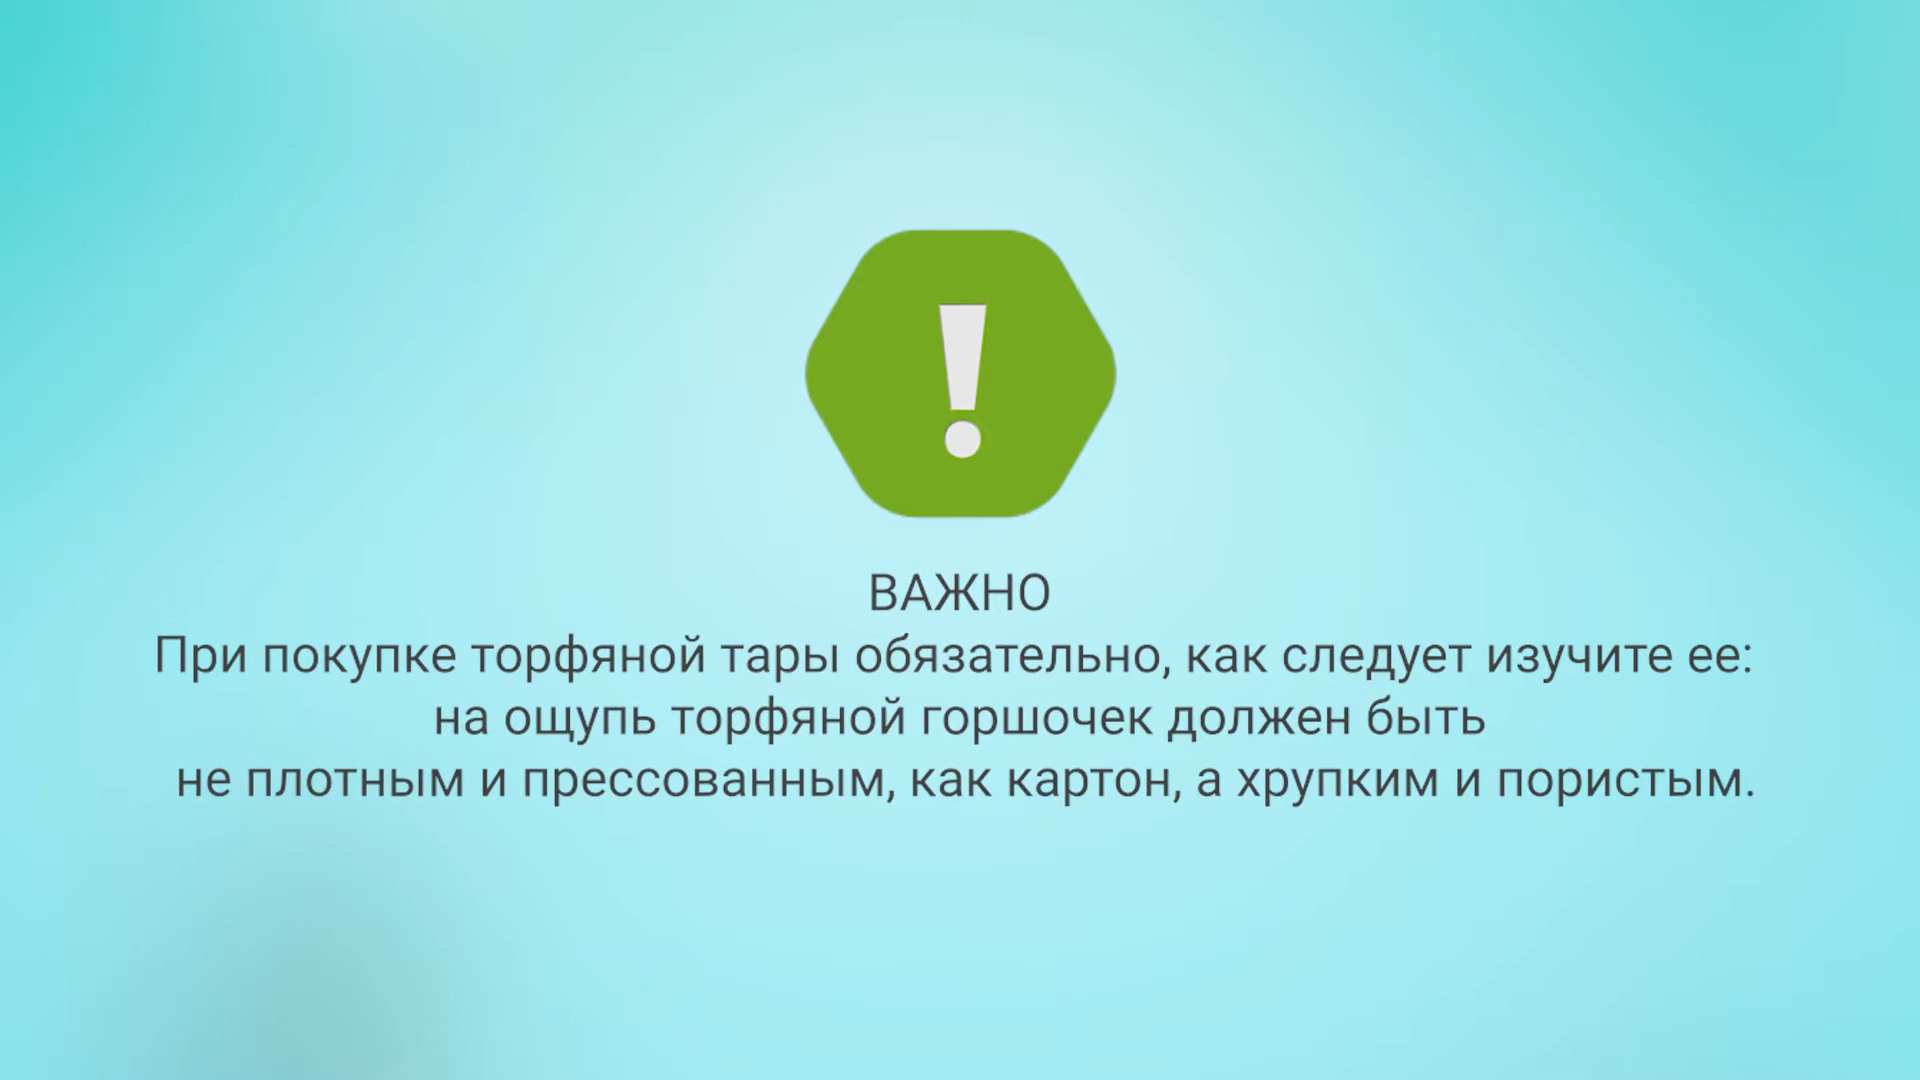 !
ВАЖНО
При покупке торфяной тары обязательно, как следует изучите ее:
на ощупь торфяной горшочек должен быть
не плотным и прессованным, как картон, а хрупким и пористым.